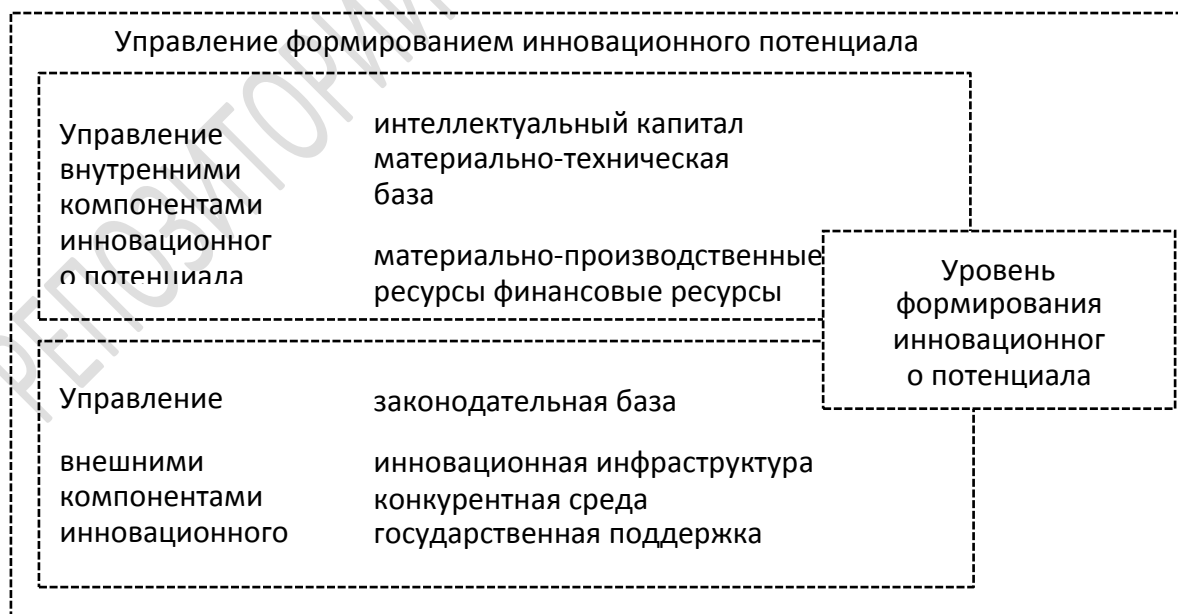 Управление формированием инновационного потенциала
Управление
внутренними
компонентами
инновационног
о потенциала
интеллектуальный капитал
материально-техническая
база
материально-производственные
ресурсы финансовые ресурсы
Уровень
формирования
инновационног
о потенциала
Управление
внешними
компонентами
инновационного
законодательная база
инновационная инфраструктура
конкурентная среда
государственная поддержка
РЕПОЗИТОРИЙ